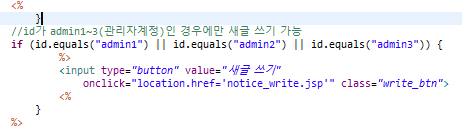 <%
}
//id가 admin1~3(관리자계정)인 경우에만 새글 쓰기 가능
if (id.equals("admin1") || id.equals("admin2") || id.equals("admin3")) {
%>
<input type="button" value="새글 쓰기"
onclick="location.href='notice_write.jsp'" class="write_btn">
<%
}
%>